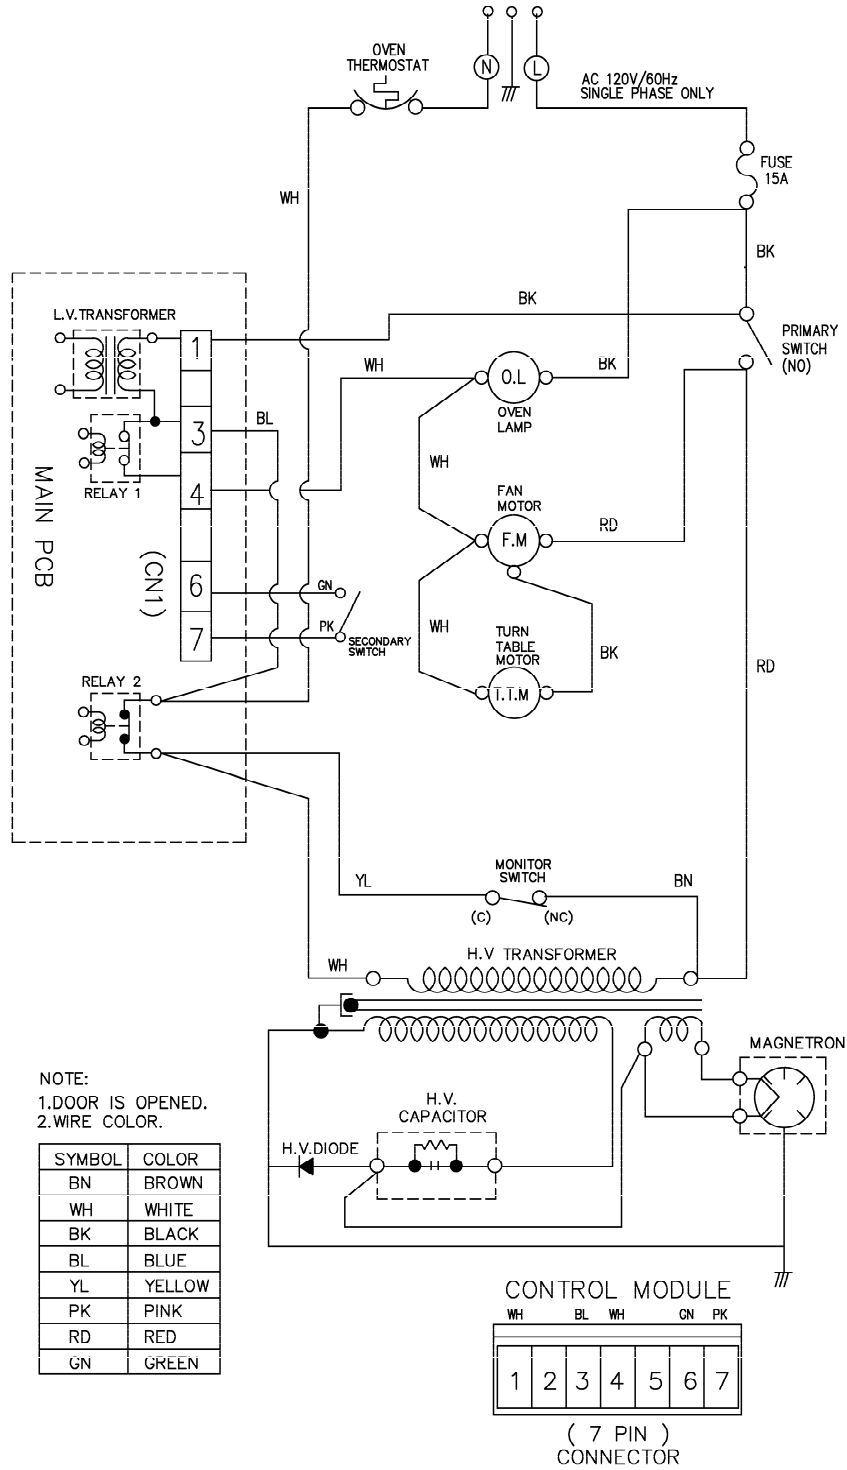 OVEN
THERMOSTAT
N
L
AC 120V/60Hz
SINGLE PHASE ONLY
FUSE
15A
WH
BK
BK
L.V.TRANSFORMER
PRIMARY
SWITCH
(NO)
1
WH
O.L
BK
OVEN
LAMP
BL
3
WH
RELAY 1
4
FAN
MOTOR
RD
F.M
MAIN PCB
(CN1)
6
GN
7
PK
SECONDARY
SWITCH
WH
TURN
TABLE
MOTOR
BK
RD
T.T.M
RELAY 2
MONITOR
SWITCH
YL
BN
(C)
(NC)
H.V TRANSFORMER
WH
MAGNETRON
NOTE:
1.DOOR IS OPENED.
2.WIRE COLOR.
H.V.
CAPACITOR
H.V.DIODE
SYMBOL COLOR
BN BROWN
WH WHITE
BK BLACK
BL BLUE
YL YELLOW
PK PINK
RD RED
GN GREEN
CONTROL MODULE
WH BL WH GN PK
1 2 3 4 5 6 7
( 7 PIN )
CONNECTOR